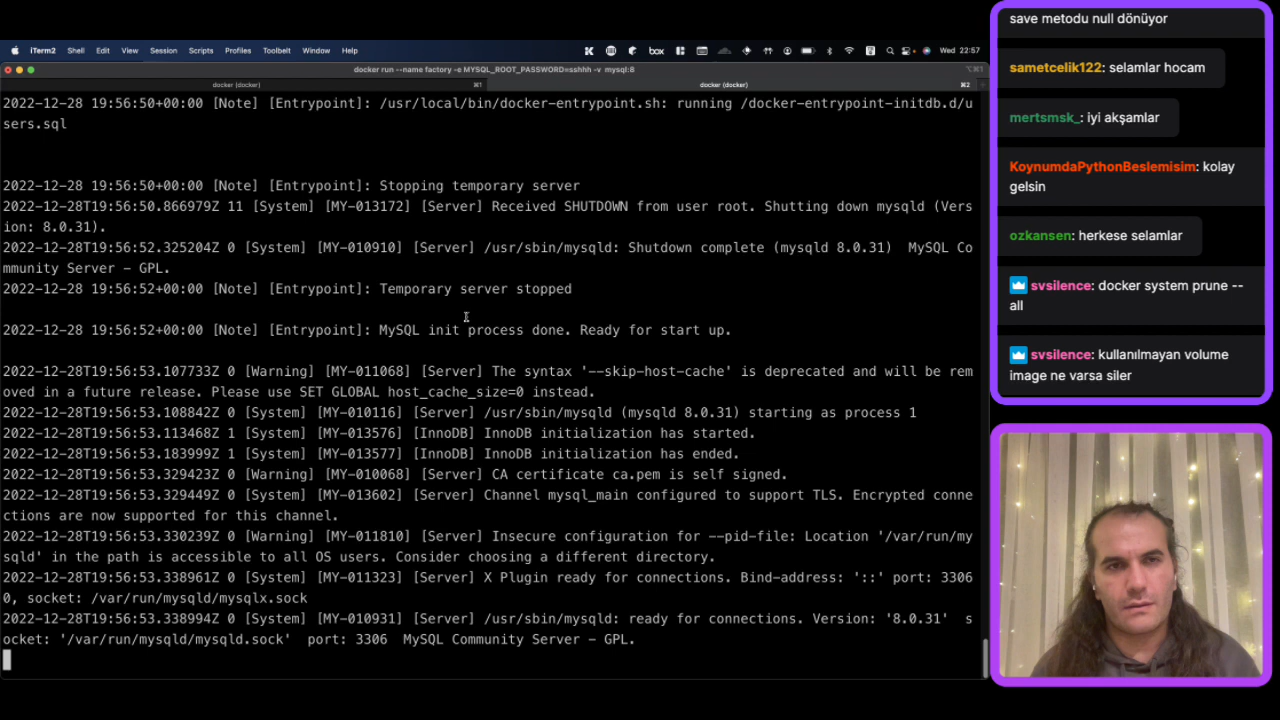 iTerm2 Shell Edit View Session Scripts Profiles Toolbelt Window Help
box Wed 22:57
docker run --name factory -e MYSQL_ROOT_PASSWORD=sshhh -v mysql:8
⌥⌘1
docker (docker) ⌘1 docker (docker) ⌘2
2022-12-28 19:56:50+00:00 [Note] [Entrypoint]: /usr/local/bin/docker-entrypoint.sh: running /docker-entrypoint-initdb.d/u
sers.sql
2022-12-28 19:56:50+00:00 [Note] [Entrypoint]: Stopping temporary server
2022-12-28T19:56:50.866979Z 11 [System] [MY-013172] [Server] Received SHUTDOWN from user root. Shutting down mysqld (Vers
ion: 8.0.31).
2022-12-28T19:56:52.325204Z 0 [System] [MY-010910] [Server] /usr/sbin/mysqld: Shutdown complete (mysqld 8.0.31)  MySQL Co
mmunity Server - GPL.
2022-12-28 19:56:52+00:00 [Note] [Entrypoint]: Temporary server stopped
2022-12-28 19:56:52+00:00 [Note] [Entrypoint]: MySQL init process done. Ready for start up.
2022-12-28T19:56:53.107733Z 0 [Warning] [MY-011068] [Server] The syntax '--skip-host-cache' is deprecated and will be rem
oved in a future release. Please use SET GLOBAL host_cache_size=0 instead.
2022-12-28T19:56:53.108842Z 0 [System] [MY-010116] [Server] /usr/sbin/mysqld (mysqld 8.0.31) starting as process 1
2022-12-28T19:56:53.113468Z 1 [System] [MY-013576] [InnoDB] InnoDB initialization has started.
2022-12-28T19:56:53.183999Z 1 [System] [MY-013577] [InnoDB] InnoDB initialization has ended.
2022-12-28T19:56:53.329423Z 0 [Warning] [MY-010068] [Server] CA certificate ca.pem is self signed.
2022-12-28T19:56:53.329449Z 0 [System] [MY-013602] [Server] Channel mysql_main configured to support TLS. Encrypted conne
ctions are now supported for this channel.
2022-12-28T19:56:53.330239Z 0 [Warning] [MY-011810] [Server] Insecure configuration for --pid-file: Location '/var/run/my
sqld' in the path is accessible to all OS users. Consider choosing a different directory.
2022-12-28T19:56:53.338961Z 0 [System] [MY-011323] [Server] X Plugin ready for connections. Bind-address: '::' port: 3306
0, socket: /var/run/mysqld/mysqlx.sock
2022-12-28T19:56:53.338994Z 0 [System] [MY-010931] [Server] /usr/sbin/mysqld: ready for connections. Version: '8.0.31'  s
ocket: '/var/run/mysqld/mysqld.sock'  port: 3306  MySQL Community Server - GPL.
save metodu null dönüyor
sametcelik122: selamlar hocam
mertsmsk_: iyi akşamlar
KoynumdaPythonBeslemisim: kolay
gelsin
ozkansen: herkese selamlar
svsilence: docker system prune --
all
svsilence: kullanılmayan volume
image ne varsa siler